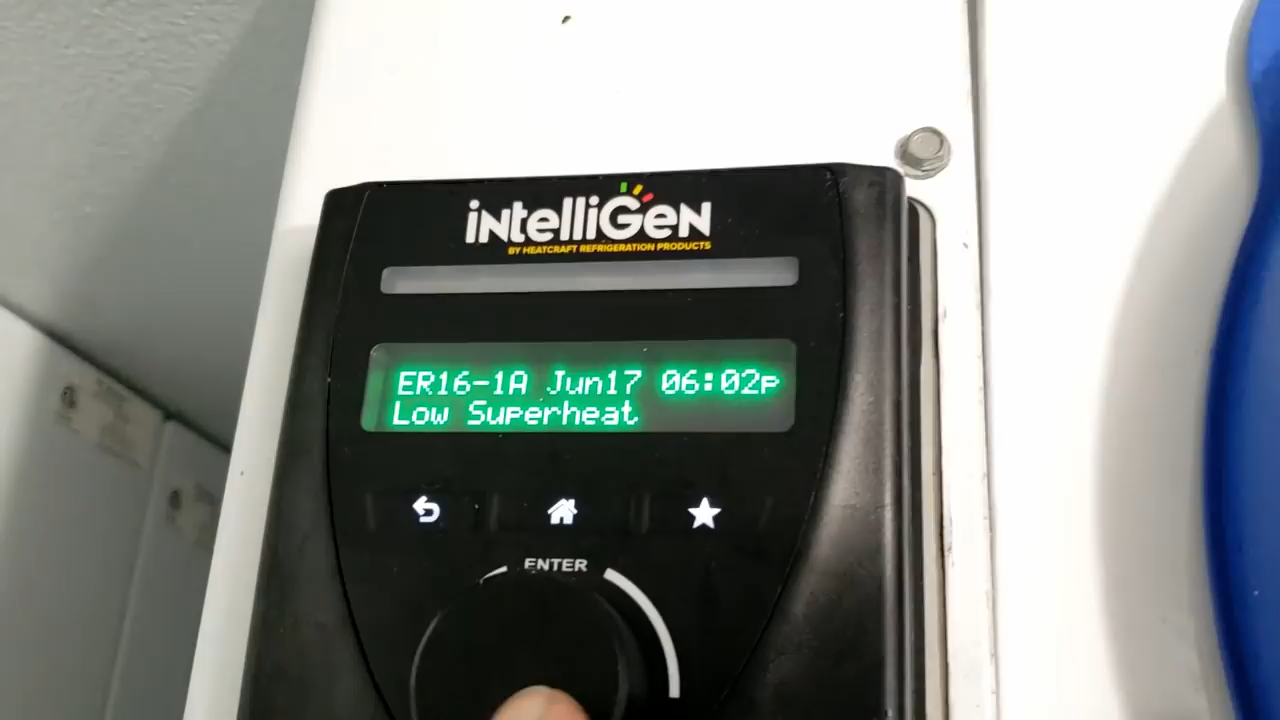 intelliGen
BY HEATCRAFT REFRIGERATION PRODUCTS
ER16-1A Jun17 06:02p
Low Superheat
ENTER